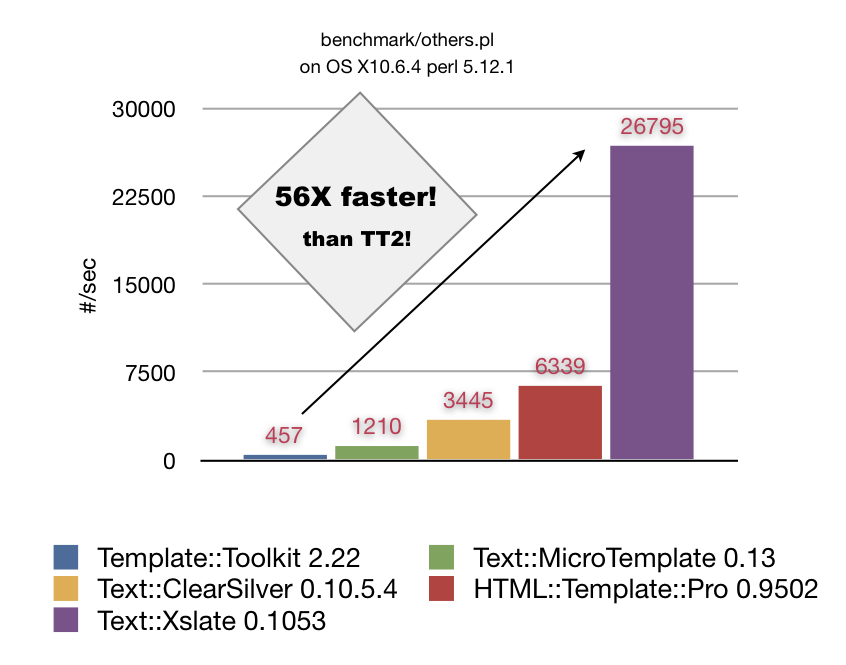 benchmark/others.pl
on OS X10.6.4 perl 5.12.1
30000
22500
15000
7500
0
#/sec
56X faster!
than TT2!
457
1210
3445
6339
26795
Template::Toolkit 2.22
Text::MicroTemplate 0.13
Text::ClearSilver 0.10.5.4
HTML::Template::Pro 0.9502
Text::Xslate 0.1053